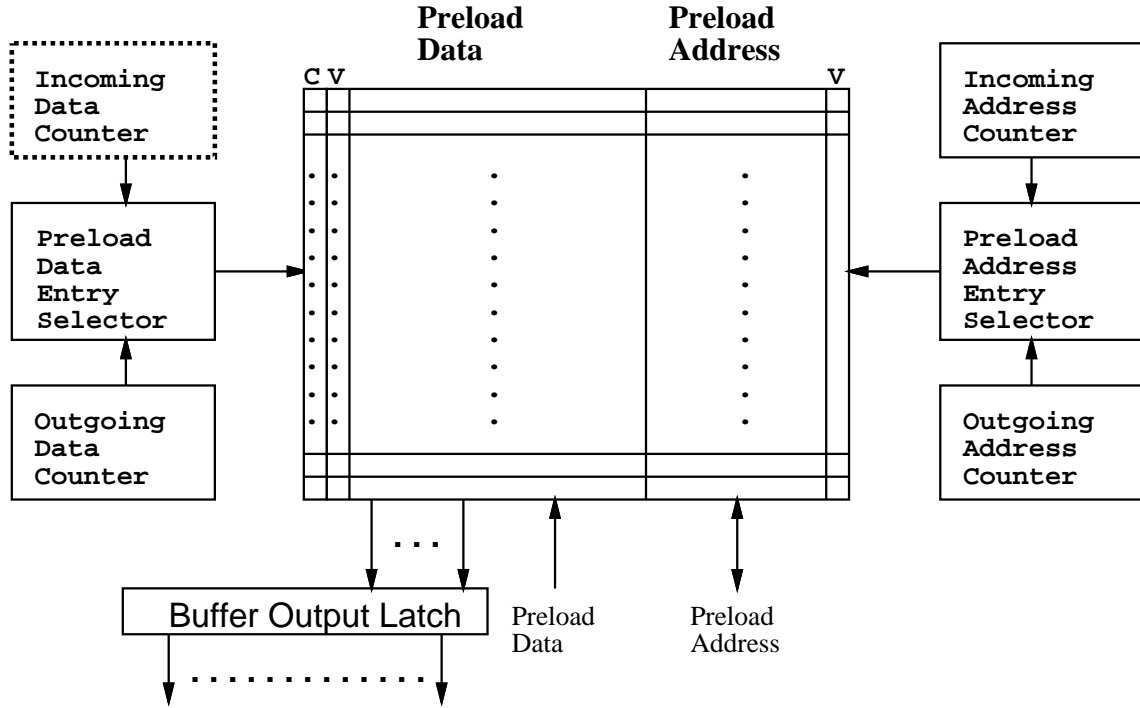 Preload
Data
Preload
Address
C V
V
Incoming
Data
Counter
Incoming
Address
Counter
Preload
Data
Entry
Selector
Preload
Address
Entry
Selector
Outgoing
Data
Counter
Outgoing
Address
Counter
Buffer Output Latch
Preload
Data
Preload
Address